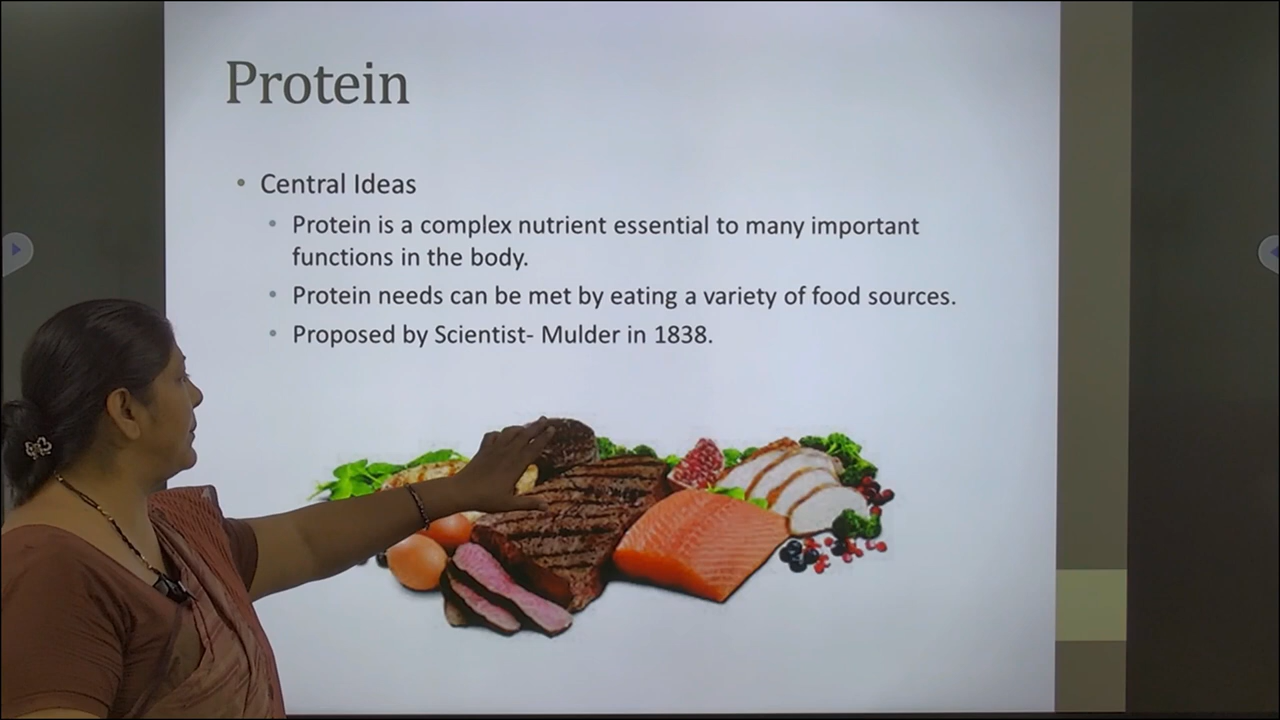 Protein
• Central Ideas
• Protein is a complex nutrient essential to many important
functions in the body.
• Protein needs can be met by eating a variety of food sources.
• Proposed by Scientist- Mulder in 1838.